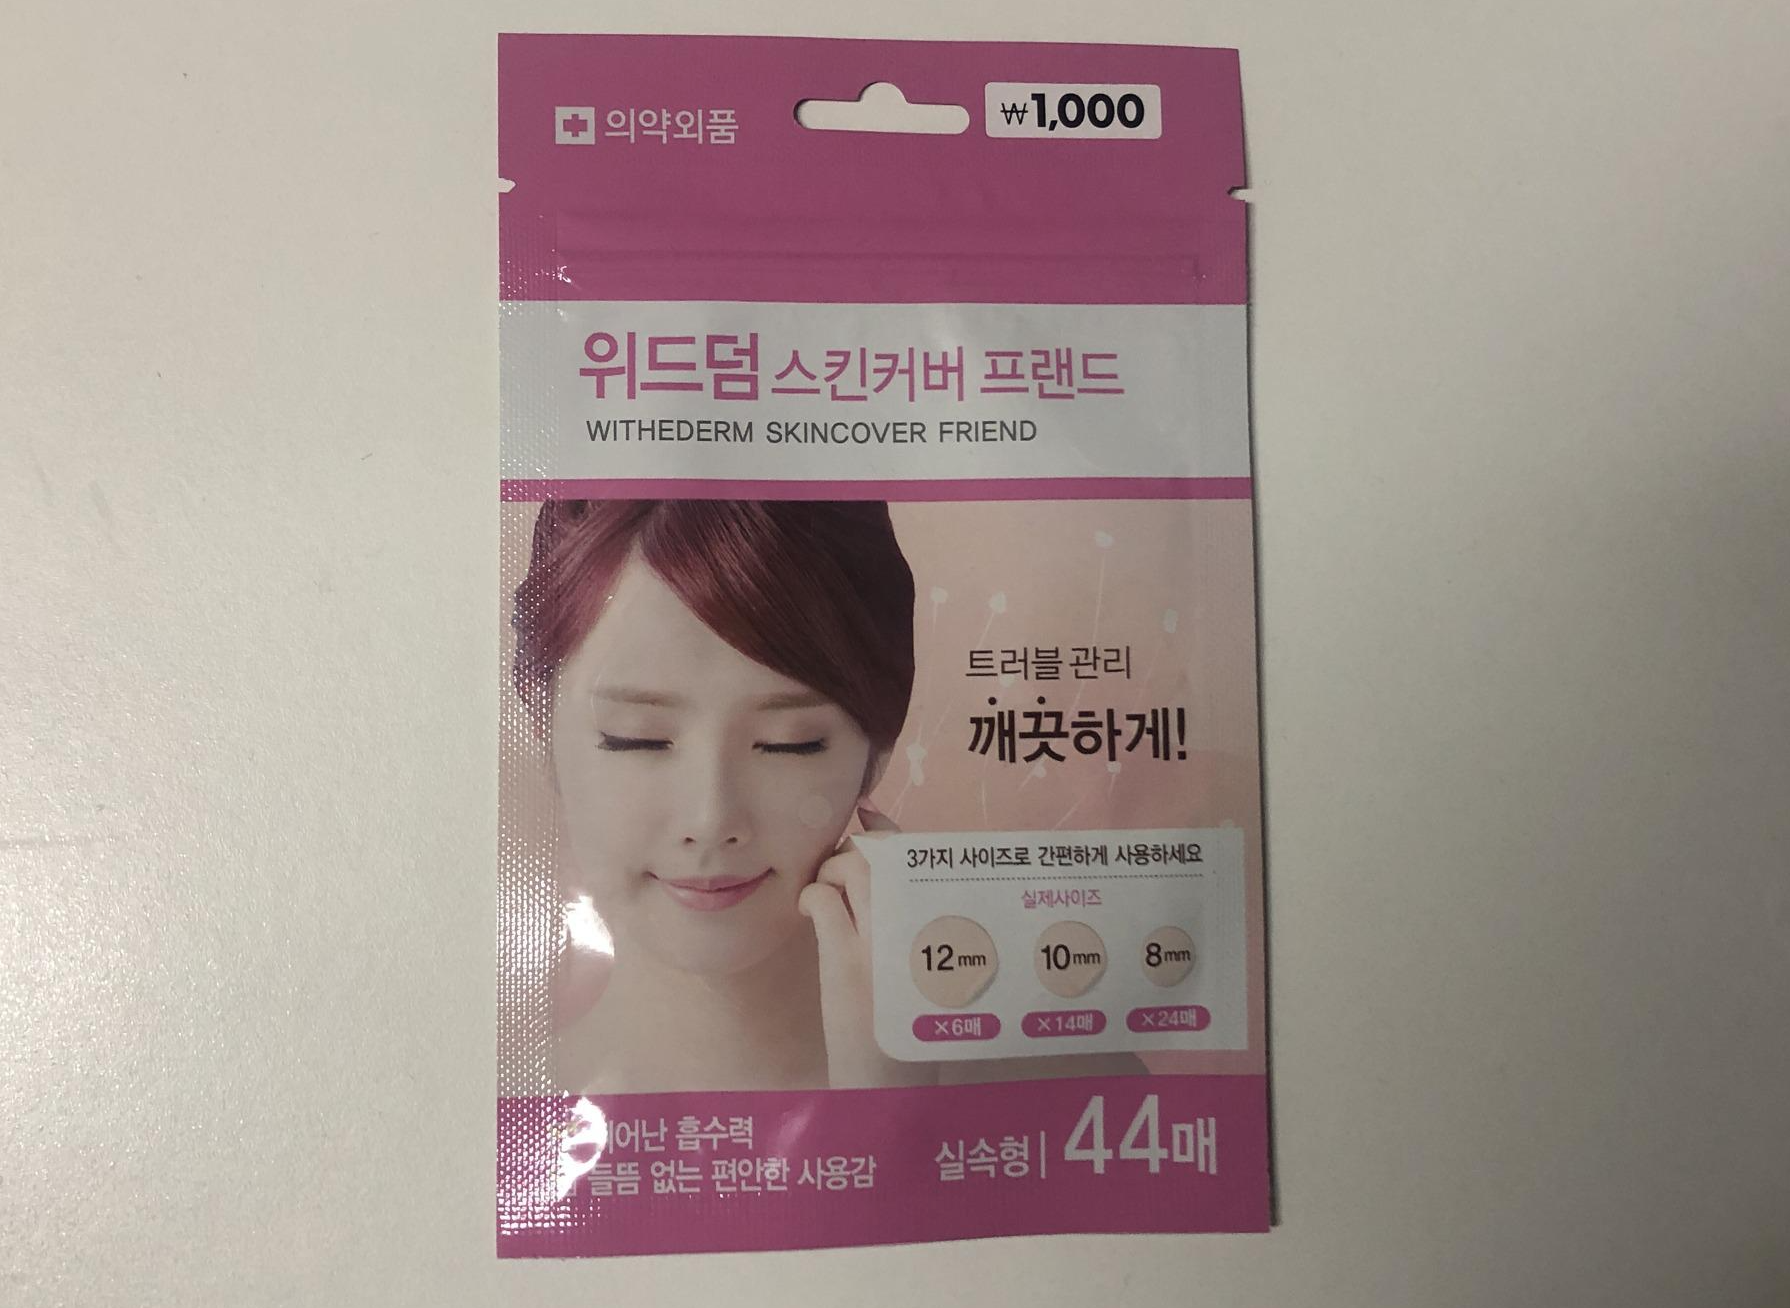 의약외품
₩1,000
위드덤 스킨커버 프랜드
WITHEDERM SKINCOVER FRIEND
트러블 관리
깨끗하게!
3가지 사이즈로 간편하게 사용하세요
실제사이즈
12mm 10mm 8mm
×6매 ×14매 ×24매
흡수력
들뜸 없는 편안한 사용감
실속형 | 44매